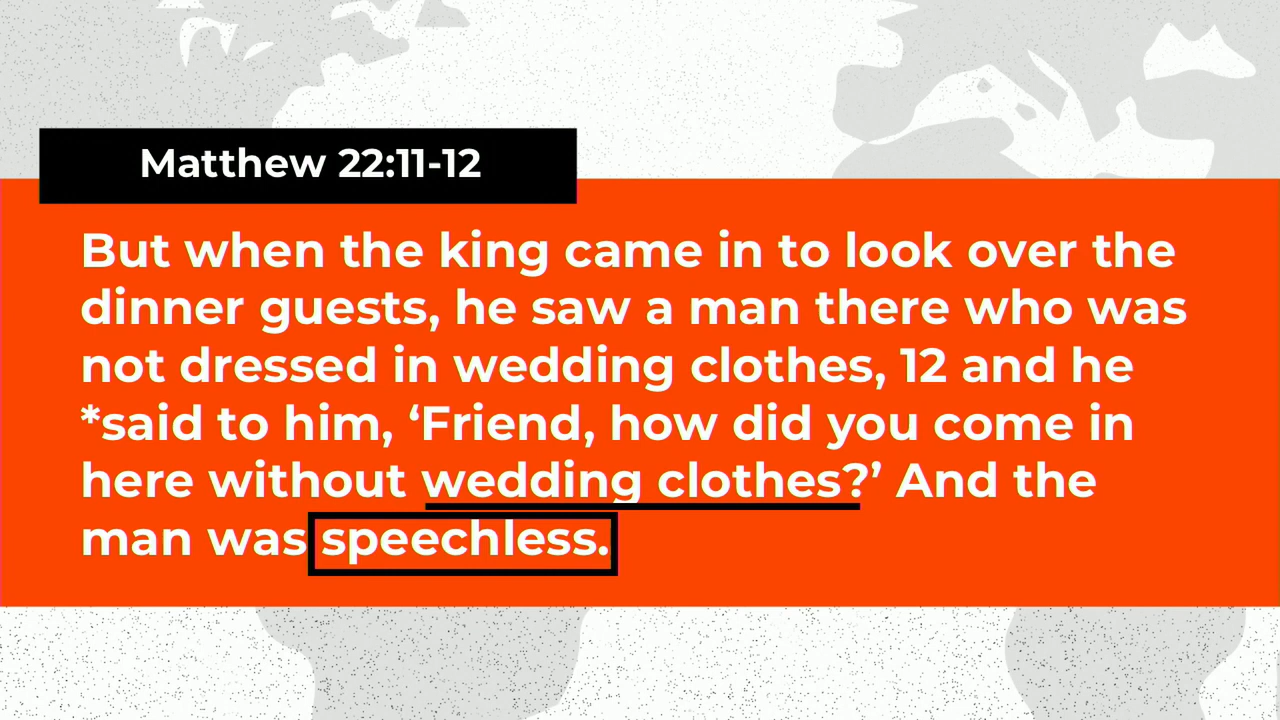 Matthew 22:11-12
But when the king came in to look over the
dinner guests, he saw a man there who was
not dressed in wedding clothes, 12 and he
*said to him, ‘Friend, how did you come in
here without wedding clothes?’ And the
man was speechless.